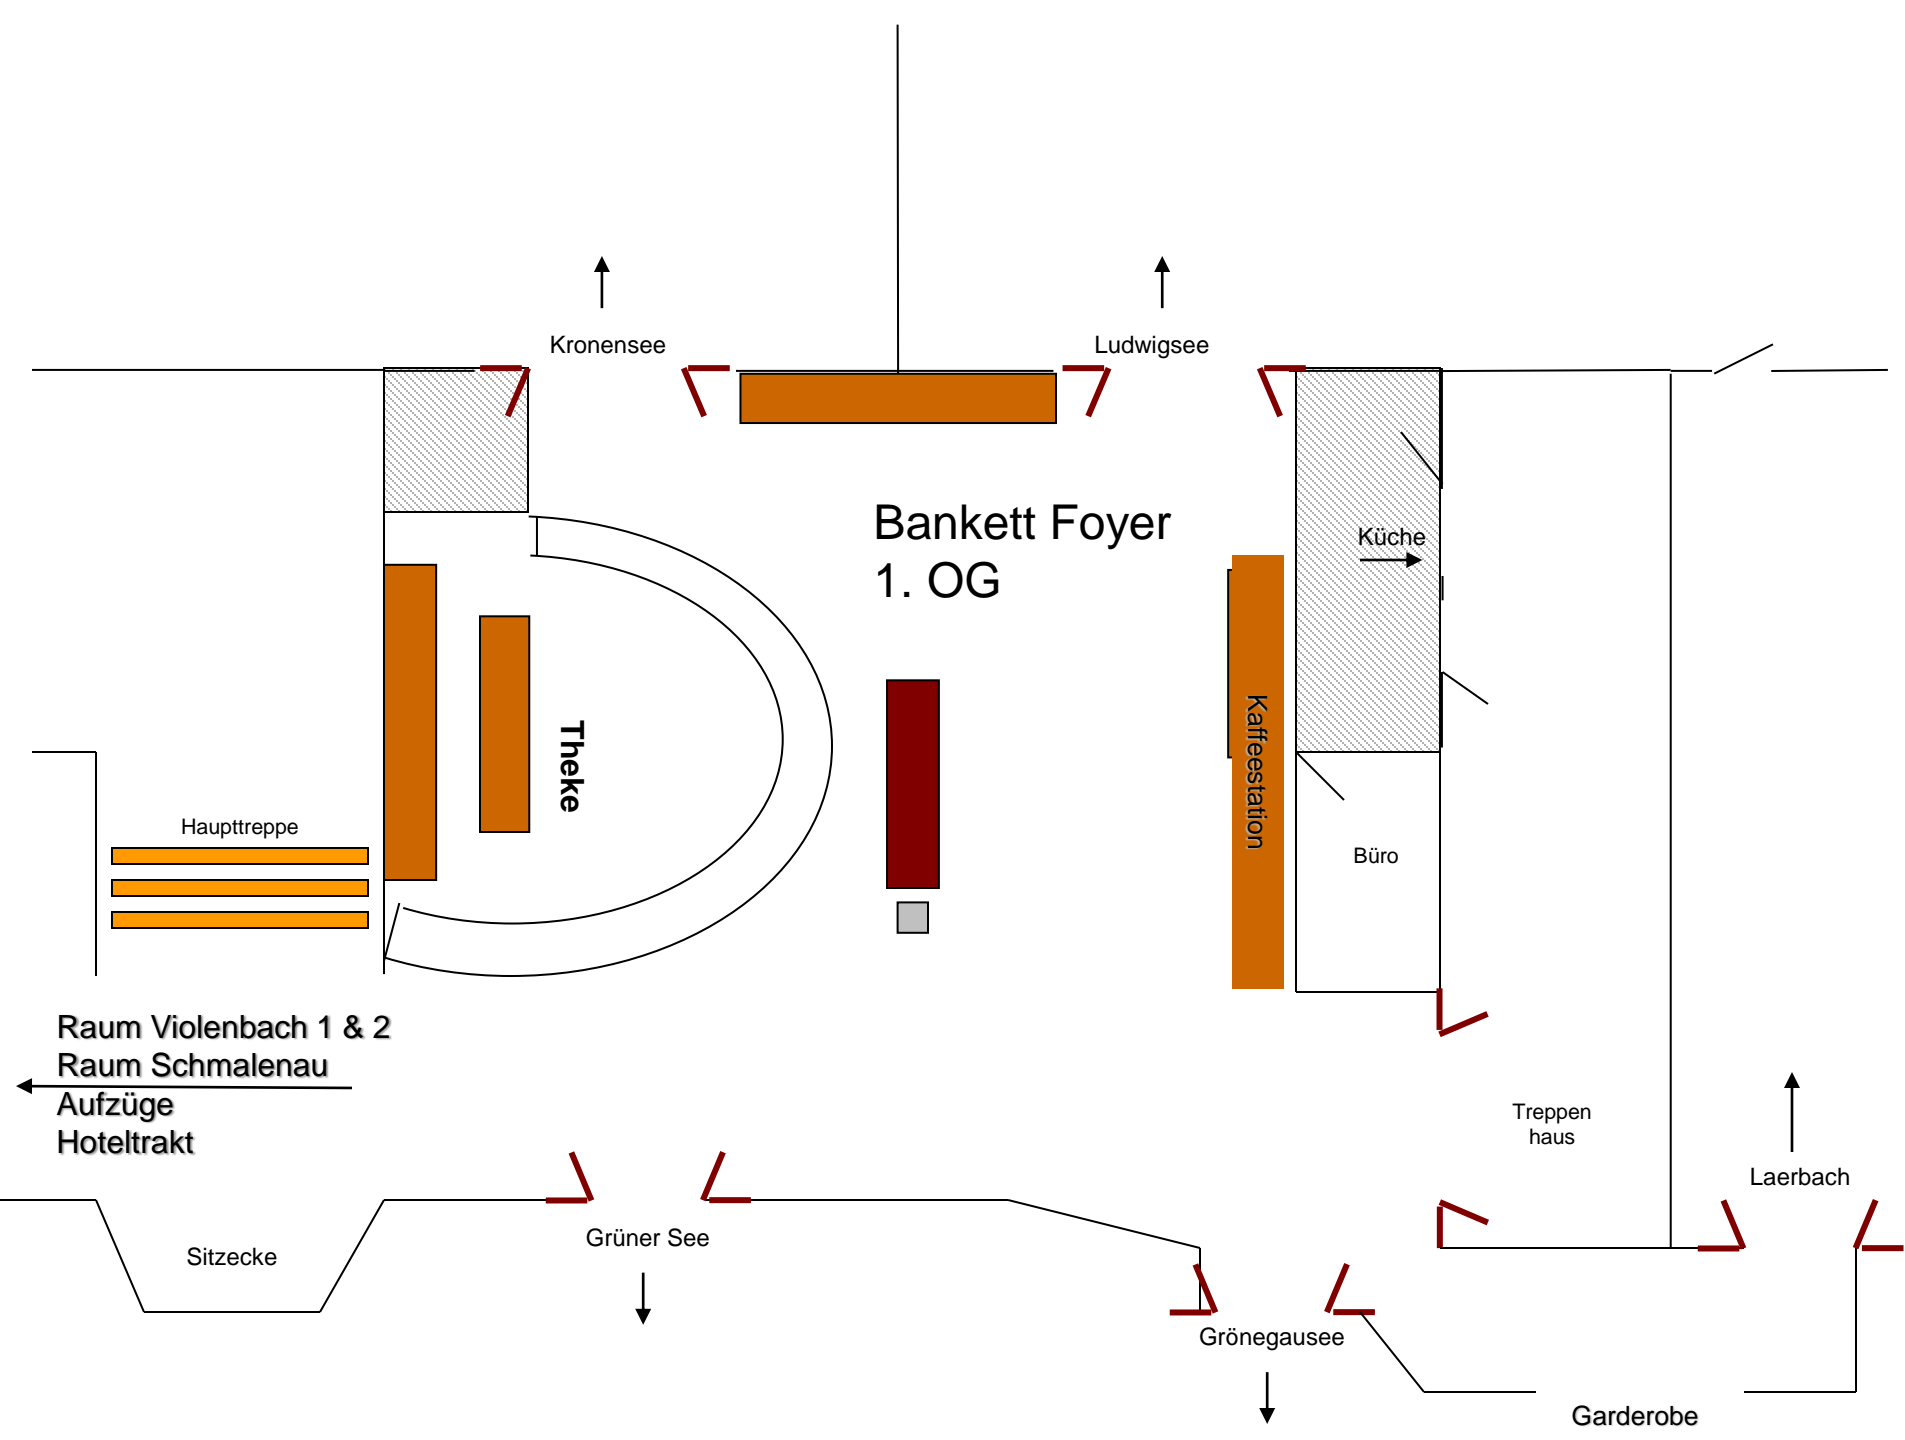 Kronensee
Ludwigsee
Bankett Foyer
1. OG
Küche
Kaffeestation
Theke
Haupttreppe
Büro
Raum Violenbach 1 & 2
Raum Schmalenau
Aufzüge
Hoteltrakt
Treppen
haus
Laerbach
Grüner See
Sitzecke
Grönegausee
Garderobe